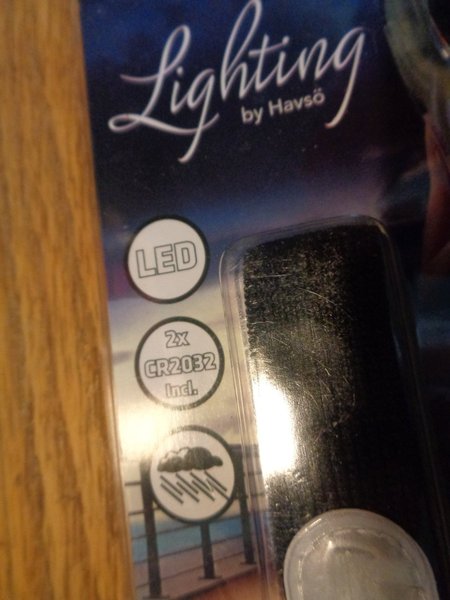 Lighting
by Havsö
LED
2x
CR2032
Incl.